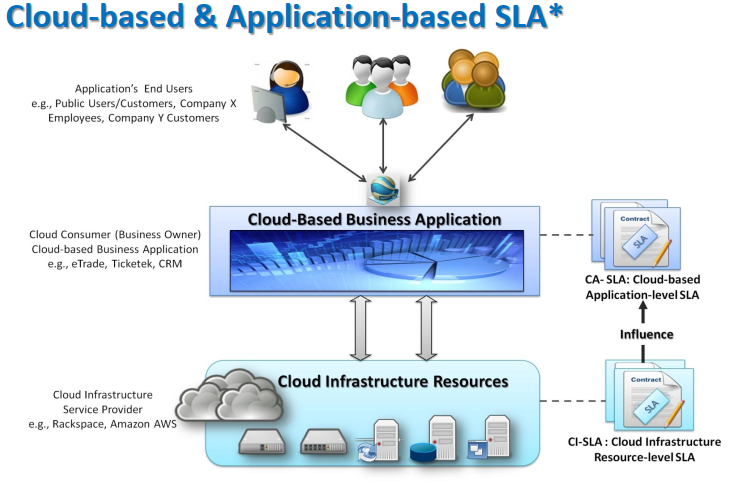 Cloud-based & Application-based SLA*
Application's End Users
e.g., Public Users/Customers, Company X
Employees, Company Y Customers
Cloud-Based Business Application
Cloud Consumer (Business Owner)
Cloud-based Business Application
e.g., eTrade, Ticketek, CRM
Contract
SLA
CA- SLA: Cloud-based
Application-level SLA
Influence
Cloud Infrastructure Resources
Cloud Infrastructure
Service Provider
e.g., Rackspace, Amazon AWS
Contract
SLA
CI-SLA : Cloud Infrastructure
Resource-level SLA